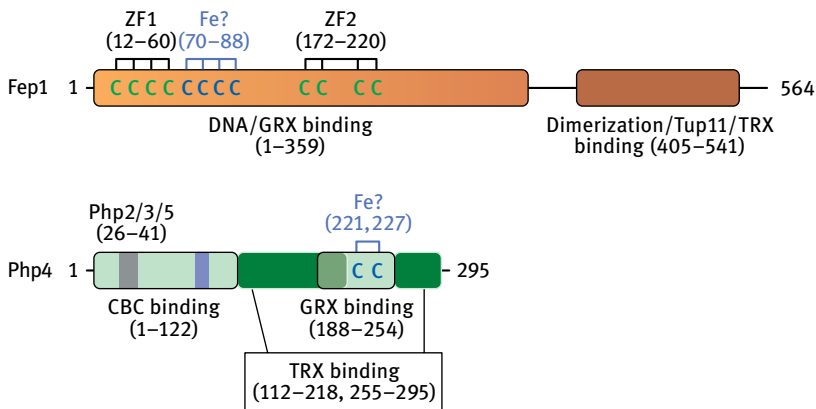 ZF1
(12–60)
Fe?
(70–88)
ZF2
(172–220)
Fep1 1 C C C C C C C C C C C C 564
DNA/GRX binding
(1–359)
Dimerization/Tup11/TRX
binding (405–541)
Php2/3/5
(26–41)
Fe?
(221,227)
Php4 1 C C 295
CBC binding
(1–122)
GRX binding
(188–254)
TRX binding
(112–218, 255–295)